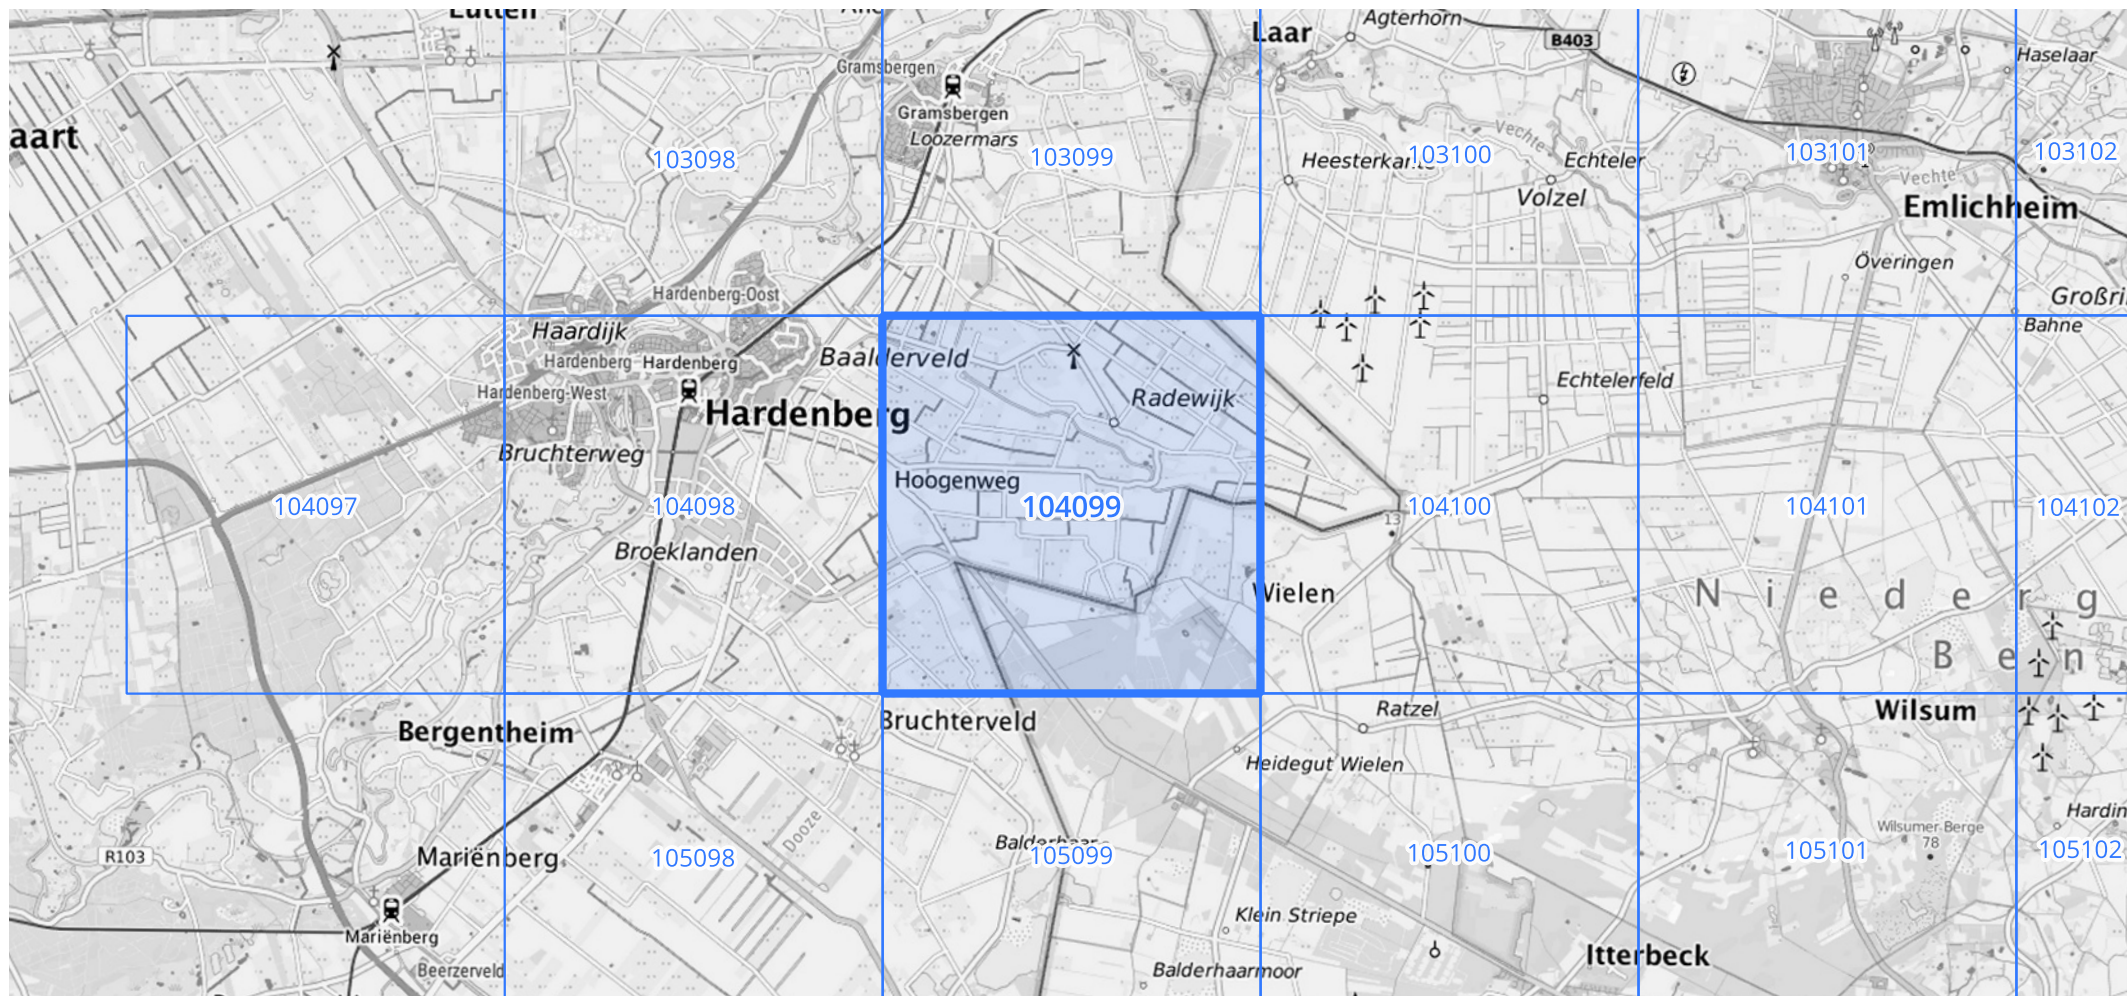 Laar
Agterhorn
B403
Haselaar
Gramsbergen
aart
Gramsbergen
Loozermars
103098
103099
Heesterkan
103100
Vechte
Echteler
103101
103102
Volzel
Vechte
Emlichheim
Hardenberg-Oost
Överingen
Großri
Haardijk
Bahne
Hardenberg
Hardenberg
Baalderveld
Hardenberg-West
Radewijk
Echtelerfeld
Hardenberg
Bruchterweg
Hoogenweg
104097
104098
104099
13
104100
104101
104102
Broeklanden
Wielen
N i e d e r g
B e n
Bergentheim
Bruchterveld
Ratzel
Wilsum
Heidegut Wielen
Hardin
Dooze
Wilsumer Berge
78
R103
Mariënberg
105098
Balderhaar
105099
105100
105101
105102
Klein Striepe
Mariënberg
Itterbeck
Beerzerveld
Balderhaarmoor